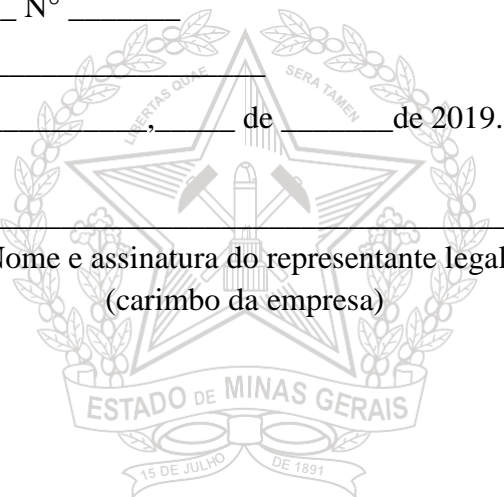 _ N° _______
_________________
LIBERTAS QUAE SERA TAMEN
__________,_____ de _______de 2019.
________________________________
Nome e assinatura do representante legal
(carimbo da empresa)
ESTADO DE MINAS GERAIS
15 DE JULHO DE 1891